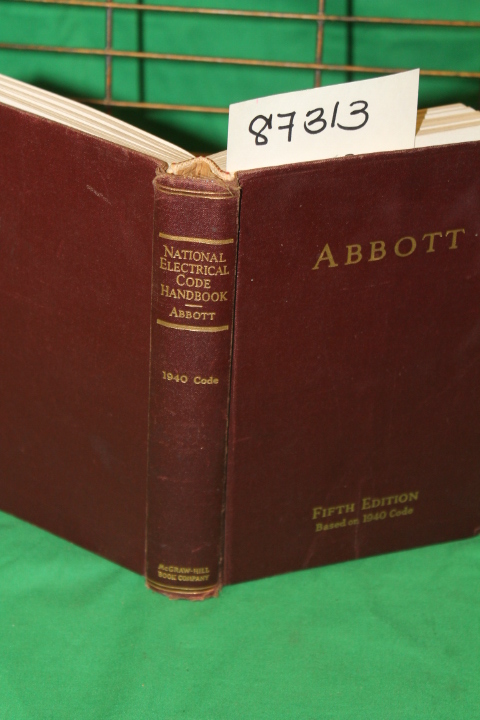 87313
NATIONAL
ELECTRICAL
CODE
HANDBOOK
ABBOTT
1940 Code
McGRAW-HILL
BOOK COMPANY
ABBOTT
FIFTH EDITION
Based on 1940 Code